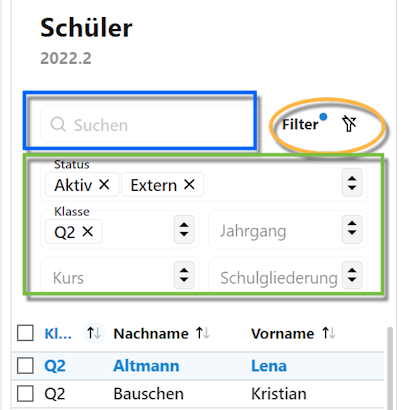 Schüler
2022.2
Suchen
Filter
Status
Aktiv × Extern ×
Klasse
Q2 × Jahrgang
Kurs Schulgliederung
Kl... Nachname Vorname
Q2 Altmann Lena
Q2 Bauschen Kristian